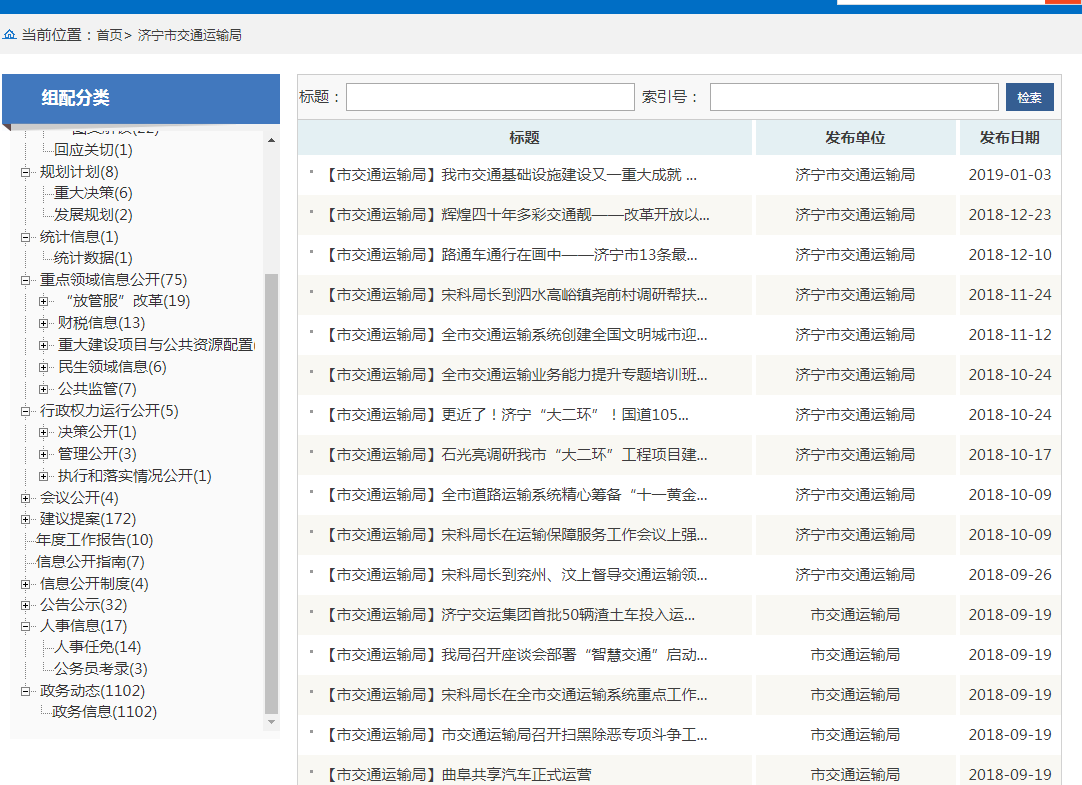 当前位置：首页> 济宁市交通运输局
组配分类
回应关切(1)
规划计划(8)
重大决策(6)
发展规划(2)
统计信息(1)
统计数据(1)
重点领域信息公开(75)
“放管服”改革(19)
财税信息(13)
重大建设项目与公共资源配置(
民生领域信息(6)
公共监管(7)
行政权力运行公开(5)
决策公开(1)
管理公开(3)
执行和落实情况公开(1)
会议公开(4)
建议提案(172)
年度工作报告(10)
信息公开指南(7)
信息公开制度(4)
公告公示(32)
人事信息(17)
人事任免(14)
公务员考录(3)
政务动态(1102)
政务信息(1102)
标题： 索引号： 检索
标题 发布单位 发布日期
【市交通运输局】我市交通基础设施建设又一重大成就 ... 济宁市交通运输局 2019-01-03
【市交通运输局】辉煌四十年多彩交通靓——改革开放以... 济宁市交通运输局 2018-12-23
【市交通运输局】路通车通行在画中——济宁市13条最... 济宁市交通运输局 2018-12-10
【市交通运输局】宋科局长到泗水高峪镇尧前村调研帮扶... 济宁市交通运输局 2018-11-24
【市交通运输局】全市交通运输系统创建全国文明城市迎... 济宁市交通运输局 2018-11-12
【市交通运输局】全市交通运输业务能力提升专题培训班... 济宁市交通运输局 2018-10-24
【市交通运输局】更近了！济宁“大二环”！国道105... 济宁市交通运输局 2018-10-24
【市交通运输局】石光亮调研我市“大二环”工程项目建... 济宁市交通运输局 2018-10-17
【市交通运输局】全市道路运输系统精心筹备“十一黄金... 济宁市交通运输局 2018-10-09
【市交通运输局】宋科局长在运输保障服务工作会议上强... 济宁市交通运输局 2018-10-09
【市交通运输局】宋科局长到兖州、汶上督导交通运输领... 济宁市交通运输局 2018-09-26
【市交通运输局】济宁交运集团首批50辆渣土车投入运... 市交通运输局 2018-09-19
【市交通运输局】我局召开座谈会部署“智慧交通”启动... 市交通运输局 2018-09-19
【市交通运输局】宋科局长在全市交通运输系统重点工作... 市交通运输局 2018-09-19
【市交通运输局】市交通运输局召开扫黑除恶专项斗争工... 市交通运输局 2018-09-19
【市交通运输局】曲阜共享汽车正式运营 市交通运输局 2018-09-19